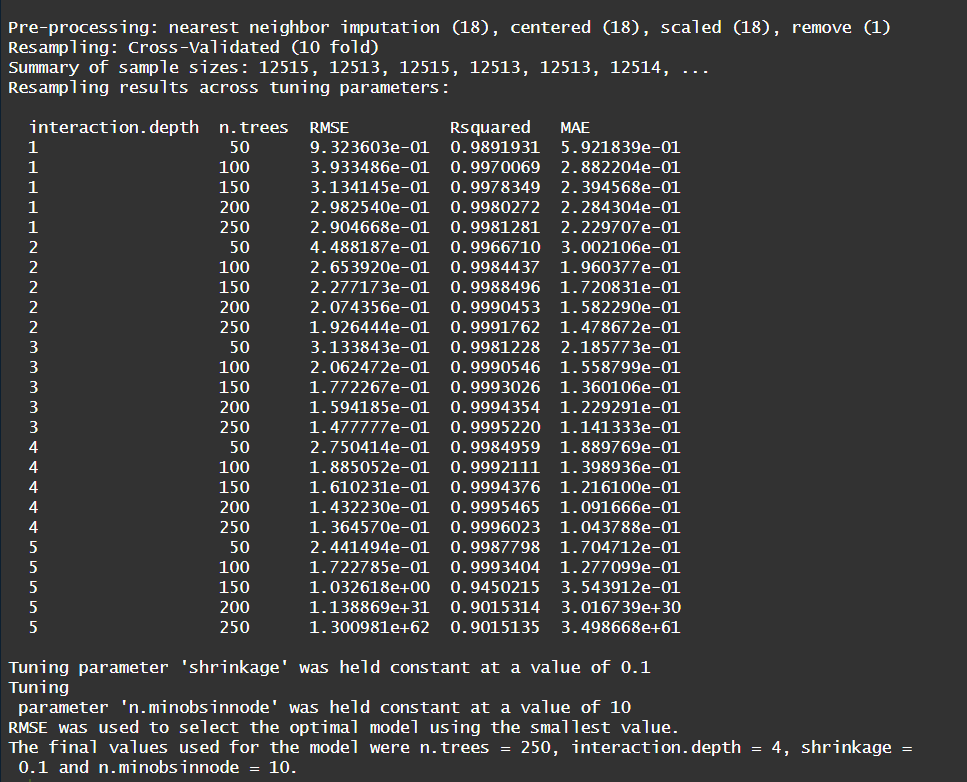 Pre-processing: nearest neighbor imputation (18), centered (18), scaled (18), remove (1)
Resampling: Cross-Validated (10 fold)
Summary of sample sizes: 12515, 12513, 12515, 12513, 12513, 12514, ...
Resampling results across tuning parameters:

  interaction.depth  n.trees  RMSE          Rsquared   MAE
  1                   50      9.323603e-01  0.9891931  5.921839e-01
  1                  100      3.933486e-01  0.9970069  2.882204e-01
  1                  150      3.134145e-01  0.9978349  2.394568e-01
  1                  200      2.982540e-01  0.9980272  2.284304e-01
  1                  250      2.904668e-01  0.9981281  2.229707e-01
  2                   50      4.488187e-01  0.9966710  3.002106e-01
  2                  100      2.653920e-01  0.9984437  1.960377e-01
  2                  150      2.277173e-01  0.9988496  1.720831e-01
  2                  200      2.074356e-01  0.9990453  1.582290e-01
  2                  250      1.926444e-01  0.9991762  1.478672e-01
  3                   50      3.133843e-01  0.9981228  2.185773e-01
  3                  100      2.062472e-01  0.9990546  1.558799e-01
  3                  150      1.772267e-01  0.9993026  1.360106e-01
  3                  200      1.594185e-01  0.9994354  1.229291e-01
  3                  250      1.477777e-01  0.9995220  1.141333e-01
  4                   50      2.750414e-01  0.9984959  1.889769e-01
  4                  100      1.885052e-01  0.9992111  1.398936e-01
  4                  150      1.610231e-01  0.9994376  1.216100e-01
  4                  200      1.432230e-01  0.9995465  1.091666e-01
  4                  250      1.364570e-01  0.9996023  1.043788e-01
  5                   50      2.441494e-01  0.9987798  1.704712e-01
  5                  100      1.722785e-01  0.9993404  1.277099e-01
  5                  150      1.032618e+00  0.9450215  3.543912e-01
  5                  200      1.138869e+31  0.9015314  3.016739e+30
  5                  250      1.300981e+62  0.9015135  3.498668e+61

Tuning parameter 'shrinkage' was held constant at a value of 0.1
Tuning
 parameter 'n.minobsinnode' was held constant at a value of 10
RMSE was used to select the optimal model using the smallest value.
The final values used for the model were n.trees = 250, interaction.depth = 4, shrinkage =
 0.1 and n.minobsinnode = 10.